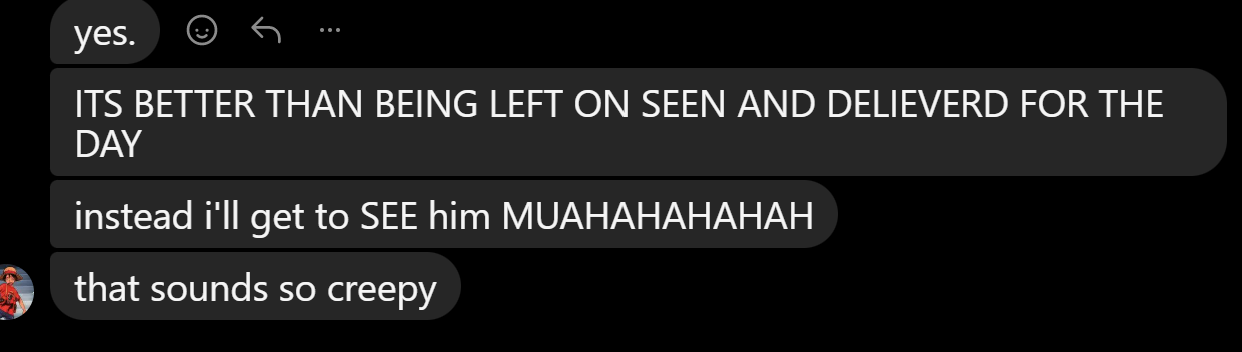 yes.
ITS BETTER THAN BEING LEFT ON SEEN AND DELIEVERD FOR THE
DAY
instead i'll get to SEE him MUAHAHAHAHAH
that sounds so creepy